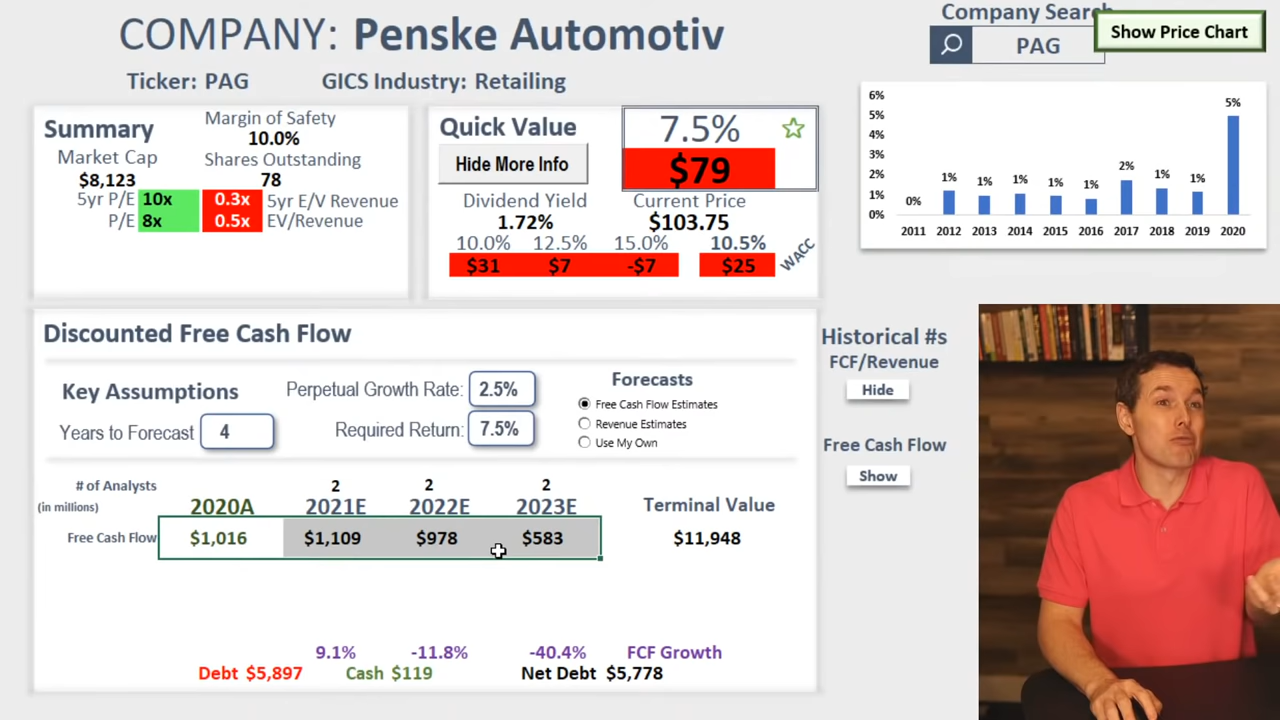 COMPANY: Penske Automotiv
Ticker: PAG GICS Industry: Retailing
Company Searc
PAG
Show Price Chart
Summary
Margin of Safety
10.0%
Market Cap Shares Outstanding
$8,123 78
5yr P/E 10x 0.3x 5yr E/V Revenue
P/E 8x 0.5x EV/Revenue
Quick Value
7.5%
Hide More Info
$79
Dividend Yield Current Price
1.72% $103.75
10.0% 12.5% 15.0% 10.5%
$31 $7 -$7 $25 WACC
6%
5%
4%
3%
2%
1%
0%
0% 1% 1% 1% 1% 1% 2% 1% 1% 5%
2011 2012 2013 2014 2015 2016 2017 2018 2019 2020
Discounted Free Cash Flow
Key Assumptions
Years to Forecast 4
Perpetual Growth Rate: 2.5%
Required Return: 7.5%
Forecasts
Free Cash Flow Estimates
Revenue Estimates
Use My Own
Historical #s
FCF/Revenue
Hide
Free Cash Flow
Show
# of Analysts 2 2 2
(in millions) 2020A 2021E 2022E 2023E Terminal Value
Free Cash Flow $1,016 $1,109 $978 $583 $11,948
9.1% -11.8% -40.4% FCF Growth
Debt $5,897 Cash $119 Net Debt $5,778